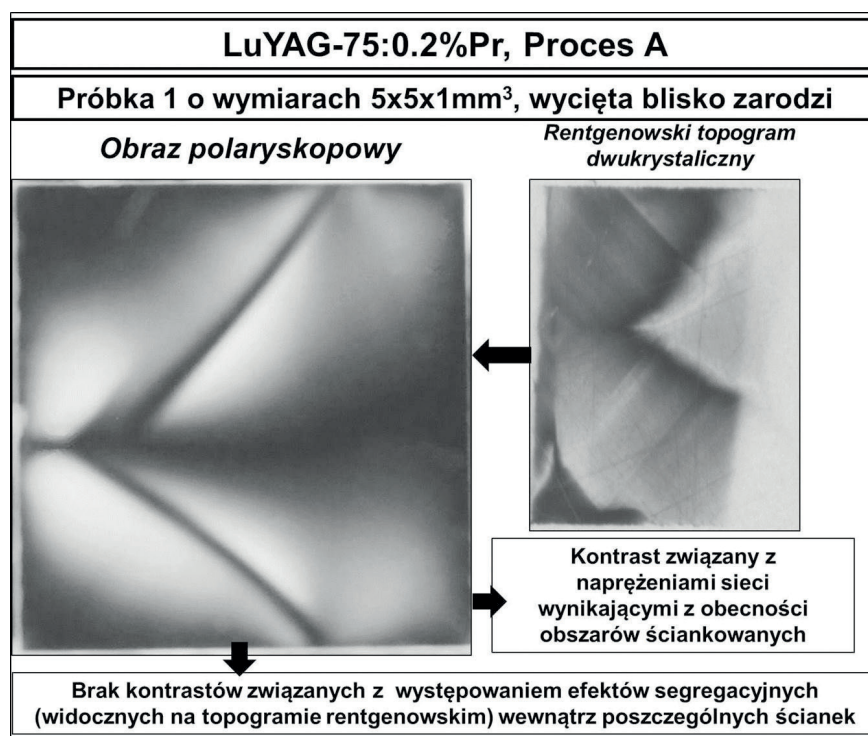 LuYAG-75:0.2%Pr, Proces A
Próbka 1 o wymiarach 5x5x1mm³, wycięta blisko zarodzi
Obraz polaryskopowy
Rentgenowski topogram
dwukrystaliczny
Kontrast związany z
naprężeniami sieci
wynikającymi z obecności
obszarów ściankowanych
Brak kontrastów związanych z występowaniem efektów segregacyjnych
(widocznych na topogramie rentgenowskim) wewnątrz poszczególnych ścianek